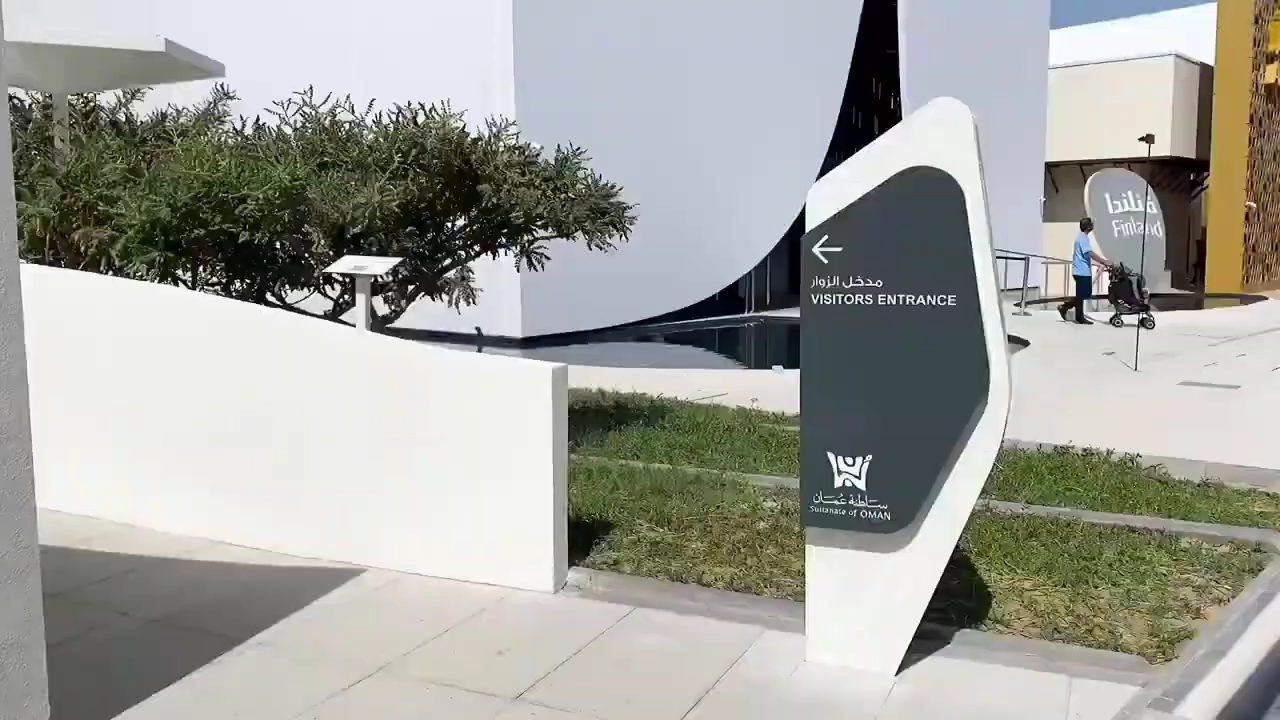 مدخل الزوار
VISITORS ENTRANCE
سلطنة عُمان
Sultanate of OMAN
فنلندا
Finland